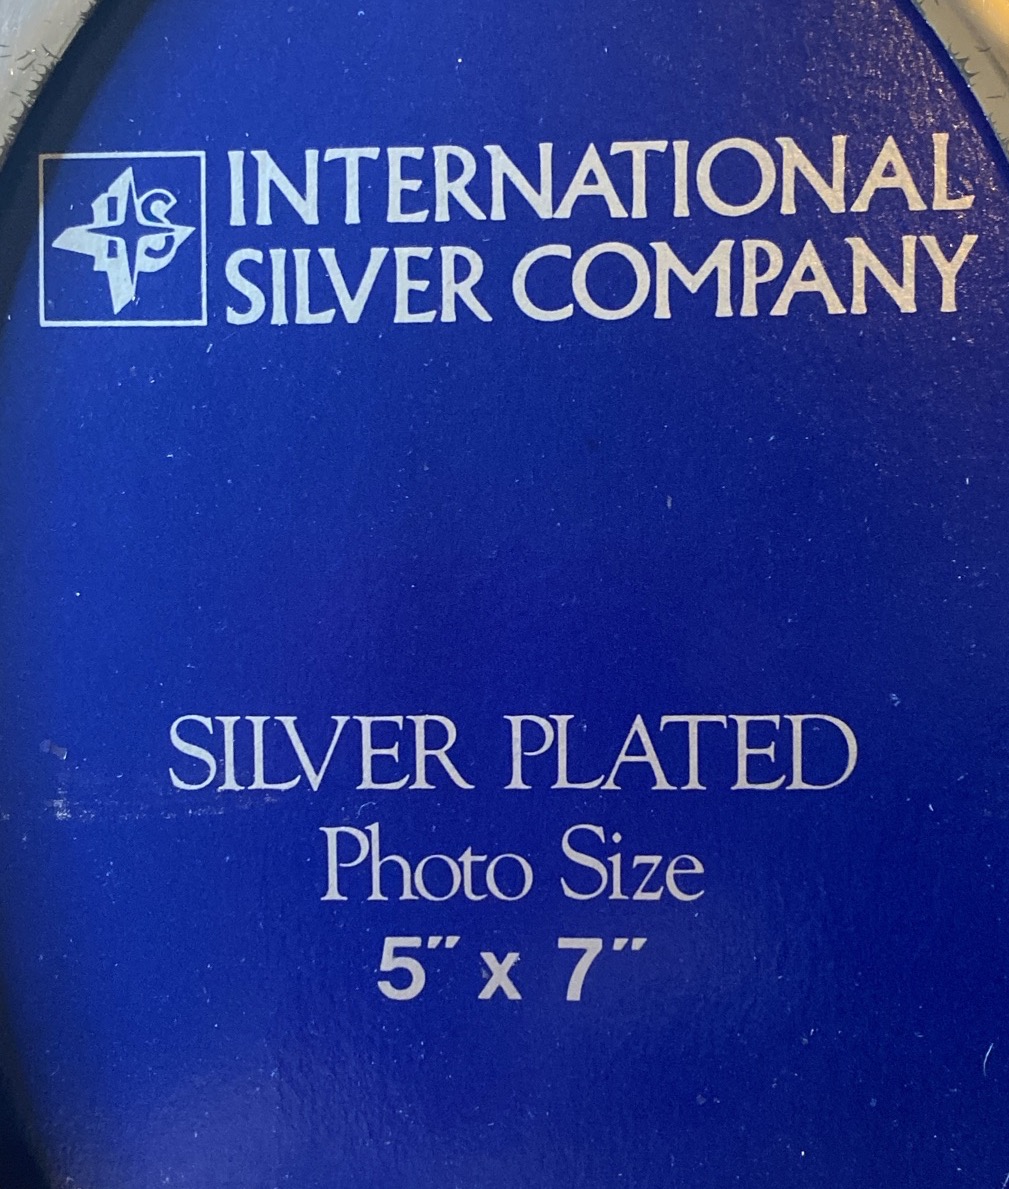 INTERNATIONAL
SILVER COMPANY
SILVER PLATED
Photo Size
5" x 7"